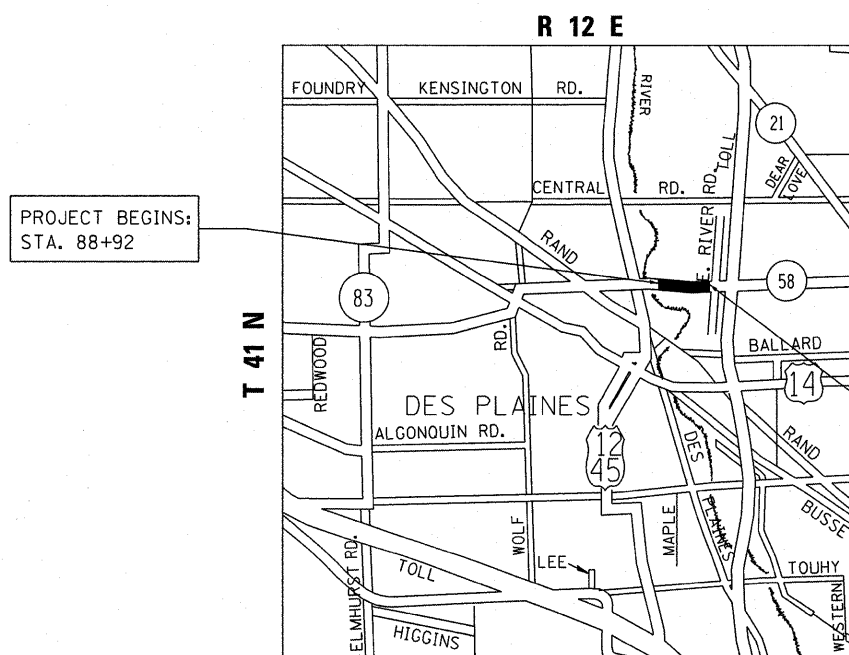 R 12 E
FOUNDRY KENSINGTON RD.
RIVER
21
TOLL
DEAR
LOVE
CENTRAL RD.
PROJECT BEGINS:
STA. 88+92
RAND
E. RIVER RD.
58
83
T 41 N
REDWOOD
RD.
BALLARD
14
DES PLAINES
ALGONQUIN RD.
12
45
DES
PLAINES
RAND
BUSSE
WOLF
MAPLE
ELMHURST RD.
TOLL
LEE
TOUHY
WESTERN
HIGGINS